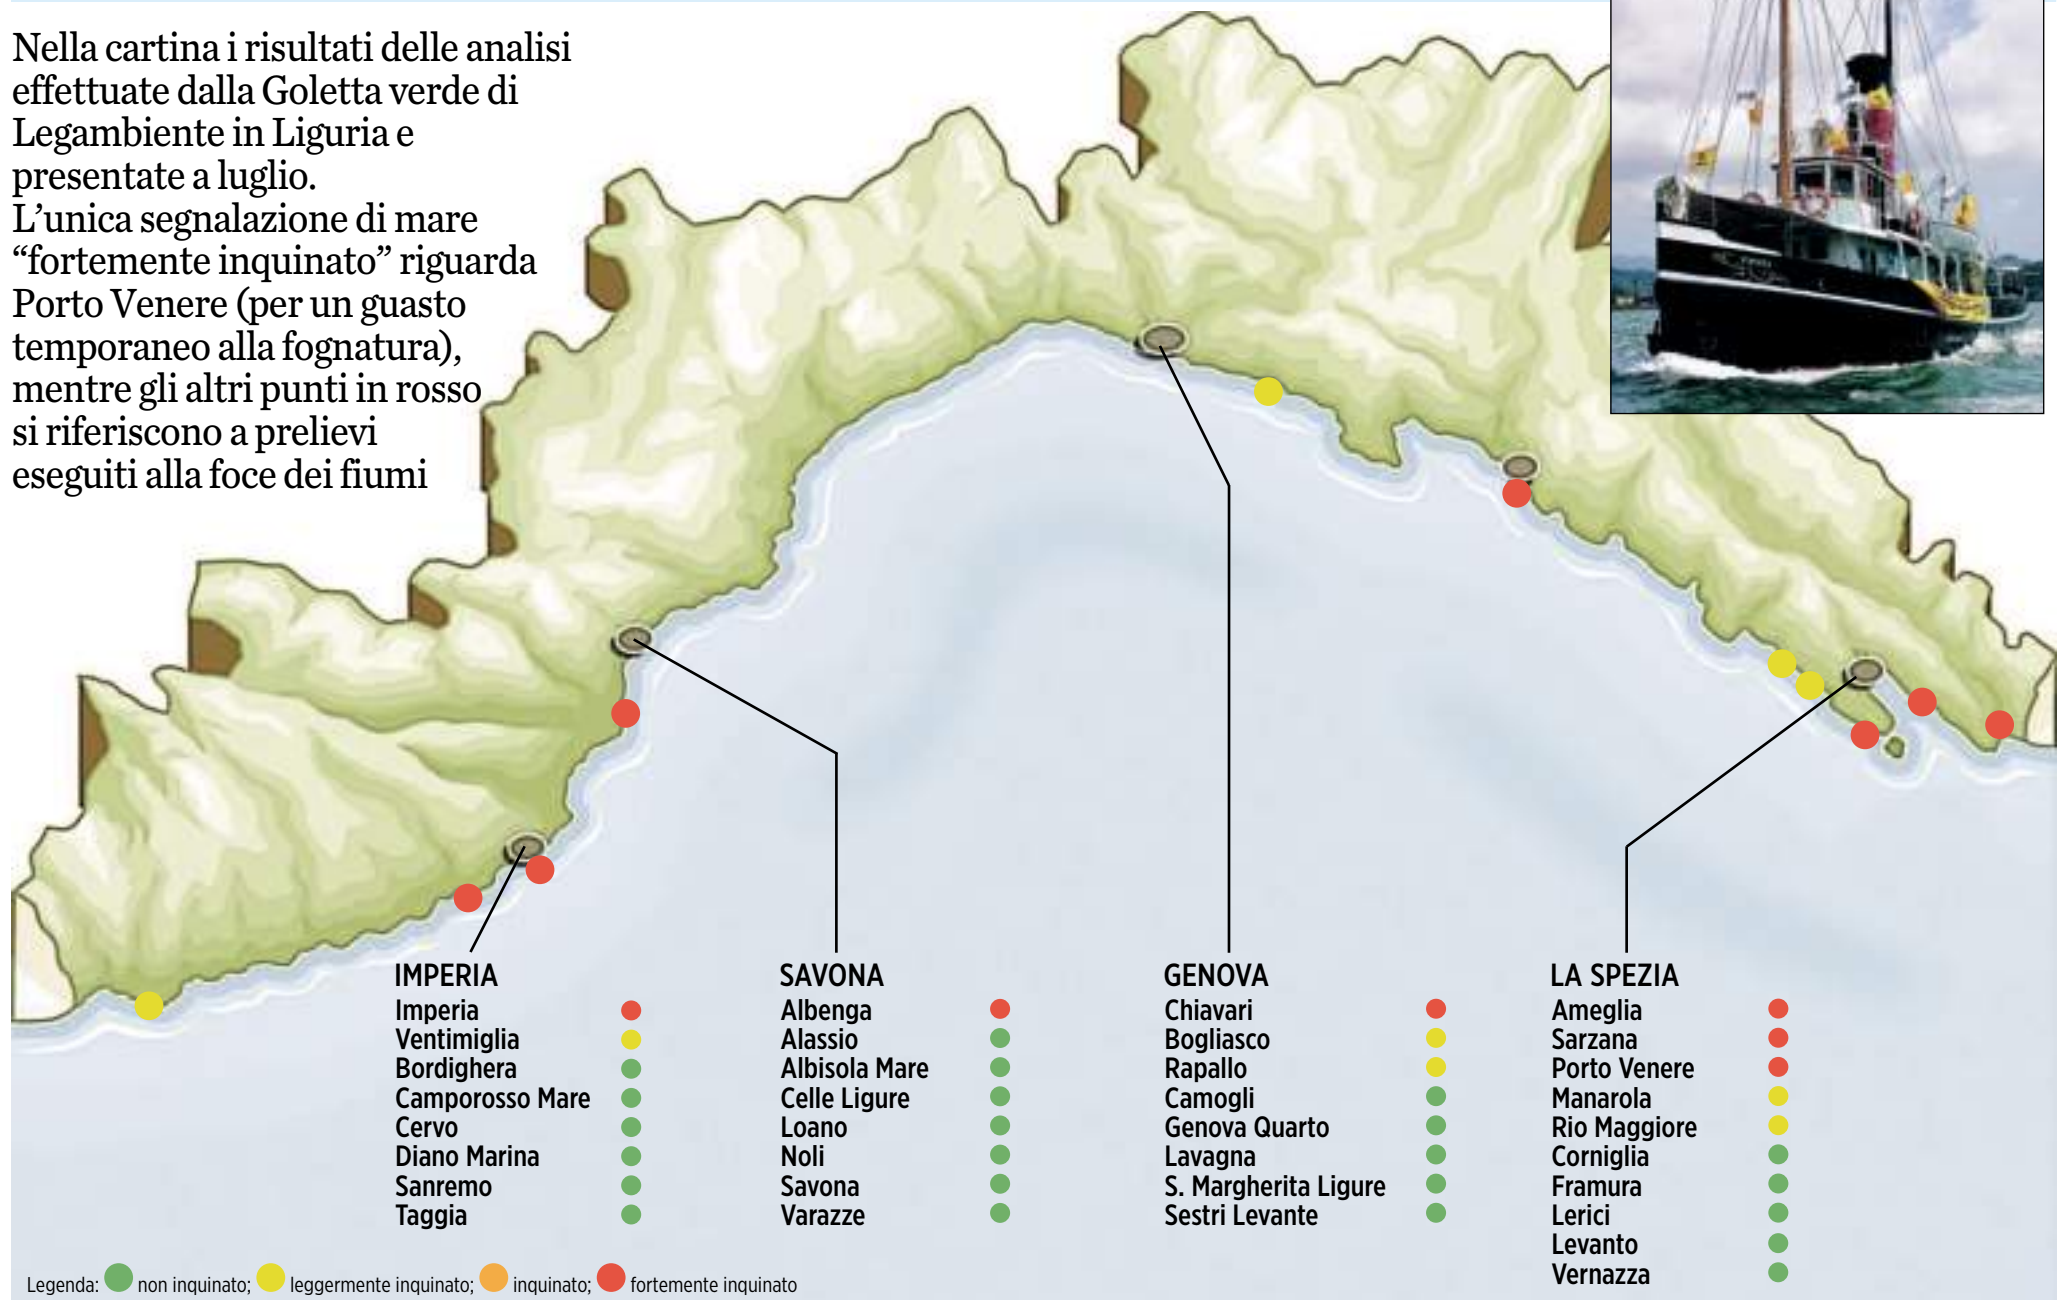 Nella cartina i risultati delle analisi
effettuate dalla Goletta verde di
Legambiente in Liguria e
presentate a luglio.
L’unica segnalazione di mare
“fortemente inquinato” riguarda
Porto Venere (per un guasto
temporaneo alla fognatura),
mentre gli altri punti in rosso
si riferiscono a prelievi
eseguiti alla foce dei fiumi
IMPERIA
Imperia
Ventimiglia
Bordighera
Camporosso Mare
Cervo
Diano Marina
Sanremo
Taggia
SAVONA
Albenga
Alassio
Albisola Mare
Celle Ligure
Loano
Noli
Savona
Varazze
GENOVA
Chiavari
Bogliasco
Rapallo
Camogli
Genova Quarto
Lavagna
S. Margherita Ligure
Sestri Levante
LA SPEZIA
Ameglia
Sarzana
Porto Venere
Manarola
Rio Maggiore
Corniglia
Framura
Lerici
Levanto
Vernazza
Legenda: non inquinato; leggermente inquinato; inquinato; fortemente inquinato